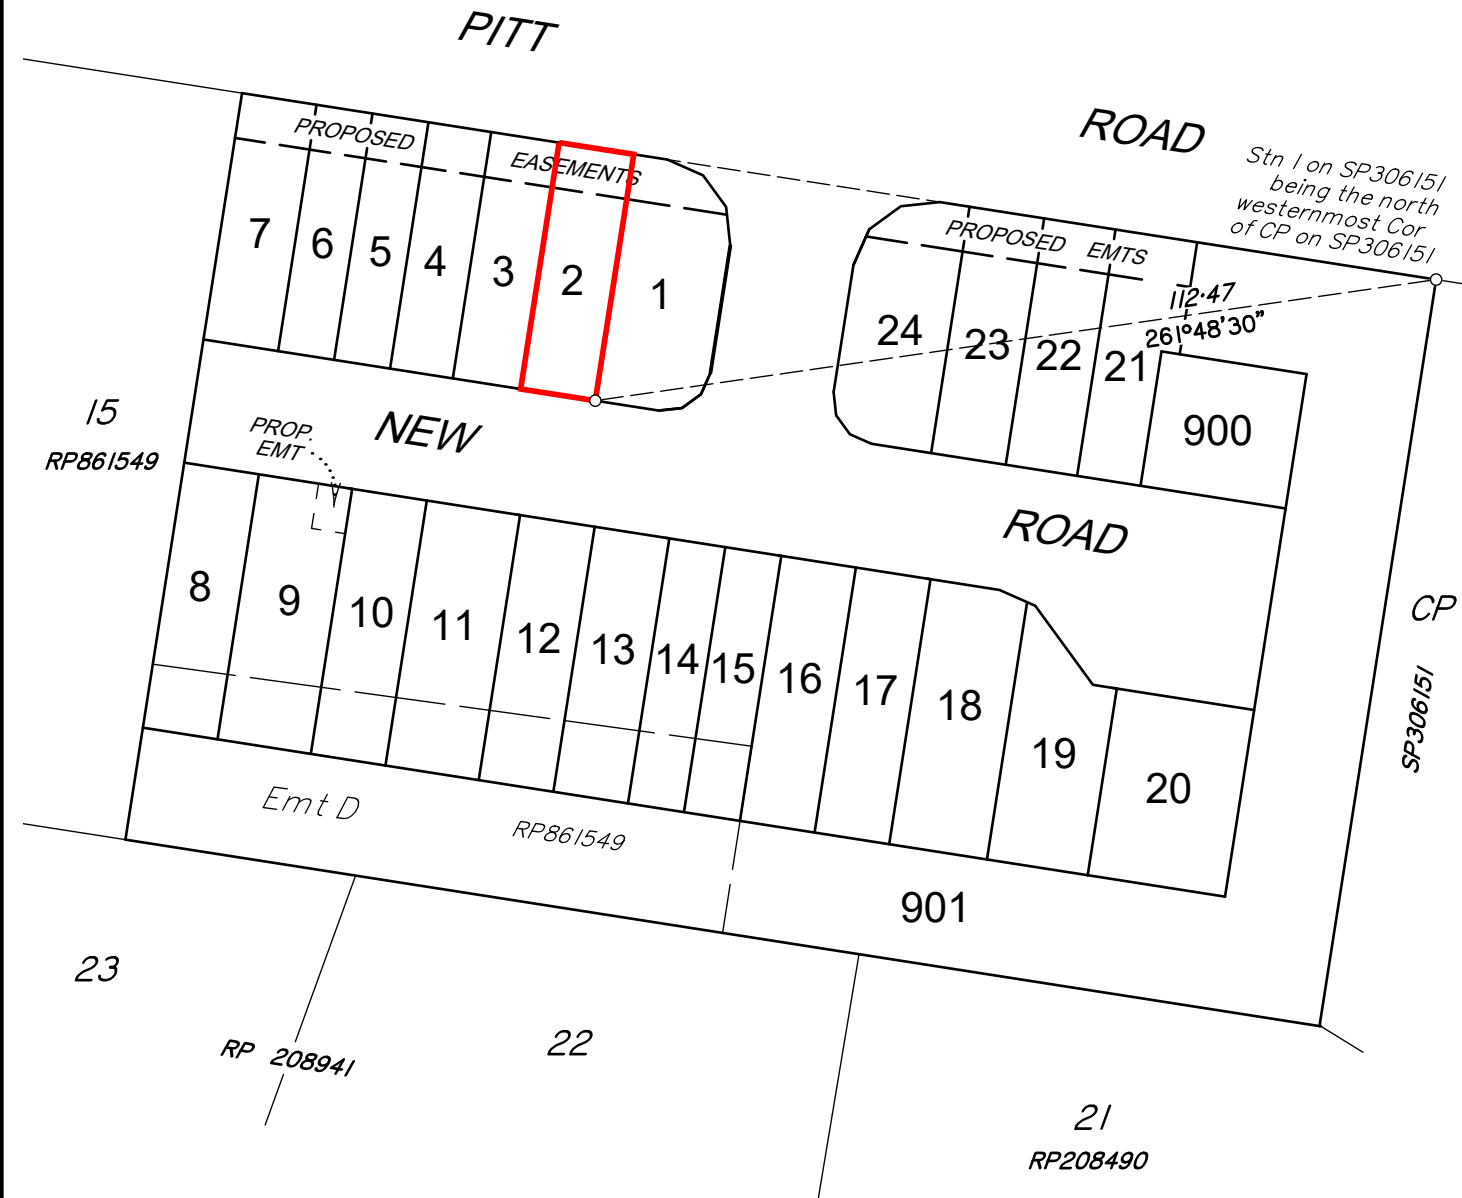 PITT
ROAD
Stn 1 on SP306151
being the north
westernmost Cor
of CP on SP306151
PROPOSED
EASEMENTS
PROPOSED EMTS
7
6
5
4
3
2
1
24
23
22
21
112·47
261°48'30"
900
15
RP861549
PROP.
EMT
NEW
ROAD
8
9
10
11
12
13
14
15
16
17
18
19
20
CP
SP306151
Emt D
RP861549
901
23
RP 208941
22
21
RP208490